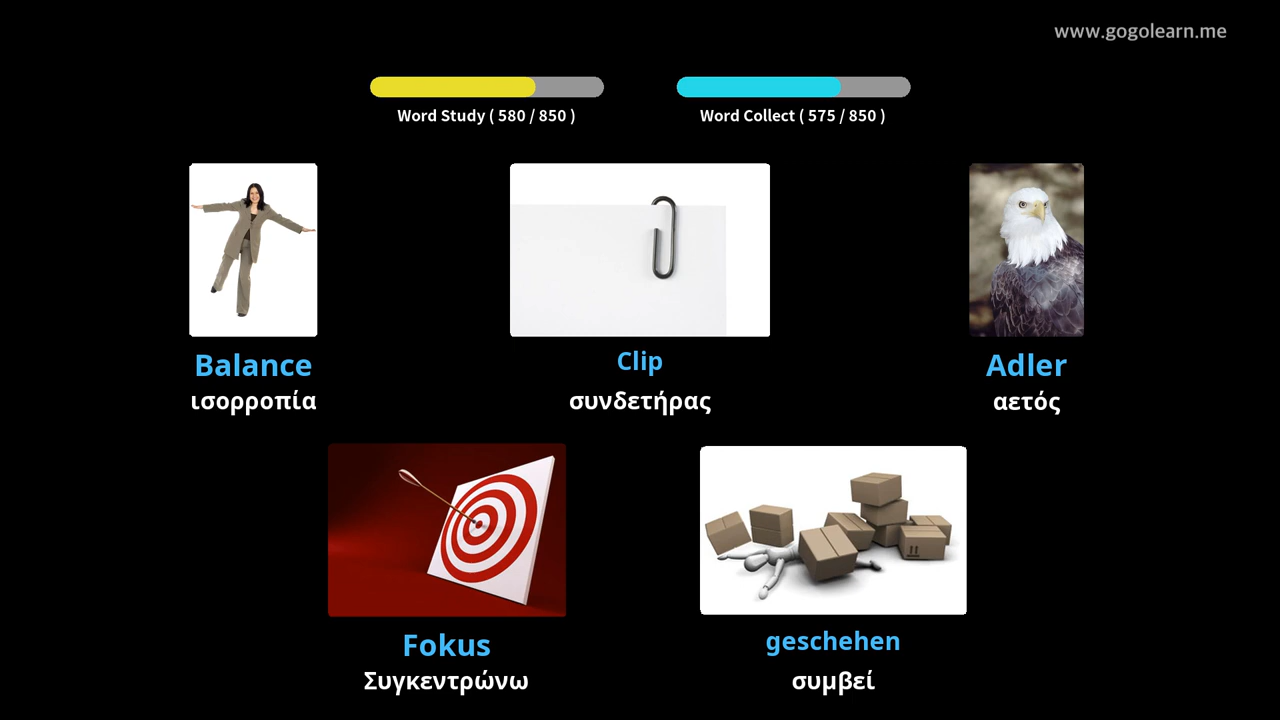 www.gogolearn.me
Word Study ( 580 / 850 )
Word Collect ( 575 / 850 )
Balance
ισορροπία
Clip
συνδετήρας
Adler
αετός
Fokus
Συγκεντρώνω
geschehen
συμβεί